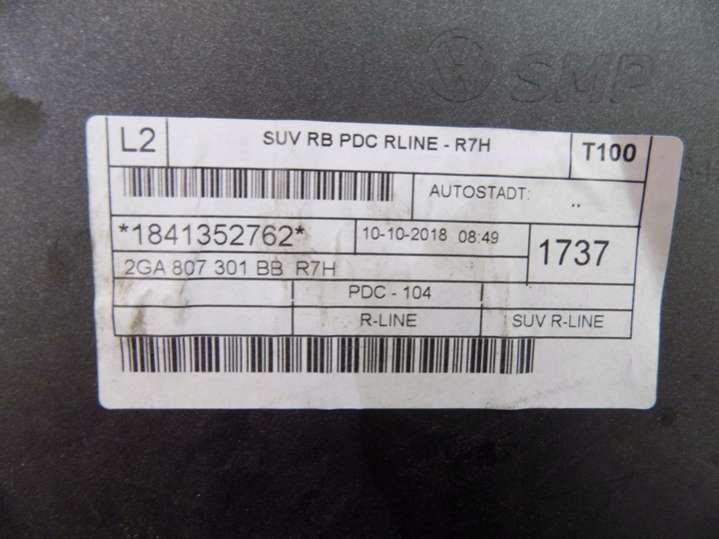 SMP
L2 SUV RB PDC RLINE - R7H T100
AUTOSTADT: ..
*1841352762* 10-10-2018 08:49 1737
2GA 807 301 BB R7H
PDC - 104
R-LINE SUV R-LINE